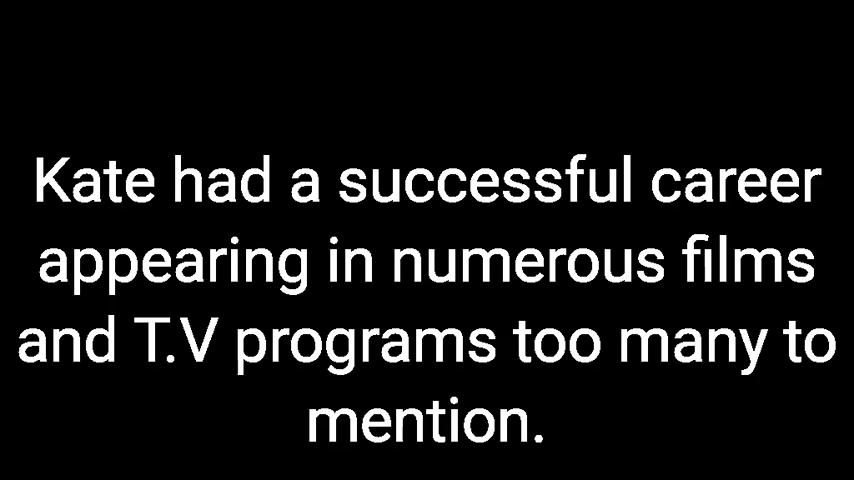 Kate had a successful career
appearing in numerous films
and T.V programs too many to
mention.